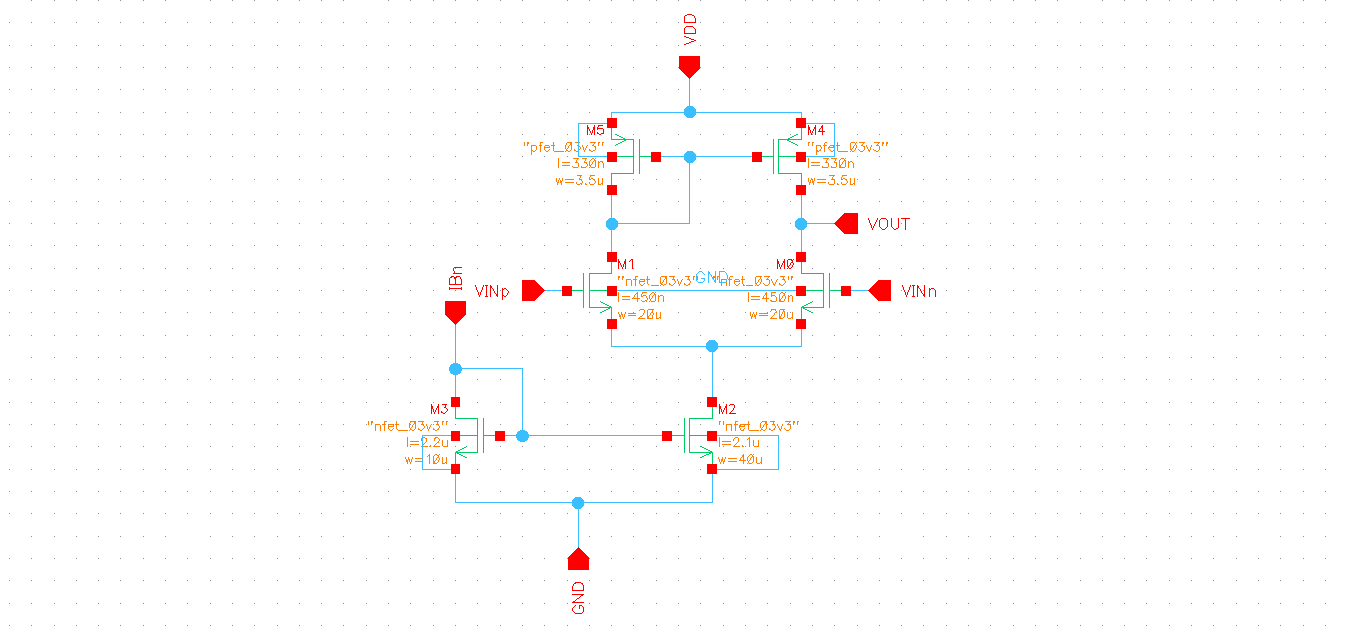 VDD
M5
"pfet_03v3"
l=330n
w=3.5u
M4
"pfet_03v3"
l=330n
w=3.5u
VOUT
M1
"nfet_03v3"
l=450n
w=20u
GND
M0
"nfet_03v3"
l=450n
w=20u
VINp
VINn
IBn
M3
"nfet_03v3"
l=2.2u
w=10u
M2
"nfet_03v3"
l=2.1u
w=40u
GND